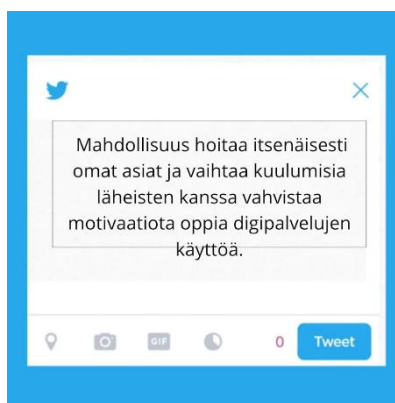 Mahdollisuus hoitaa itsenäisesti
omat asiat ja vaihtaa kuulumisia
läheisten kanssa vahvistaa
motivaatiota oppia digipalvelujen
käyttöä.
GIF
0
Tweet